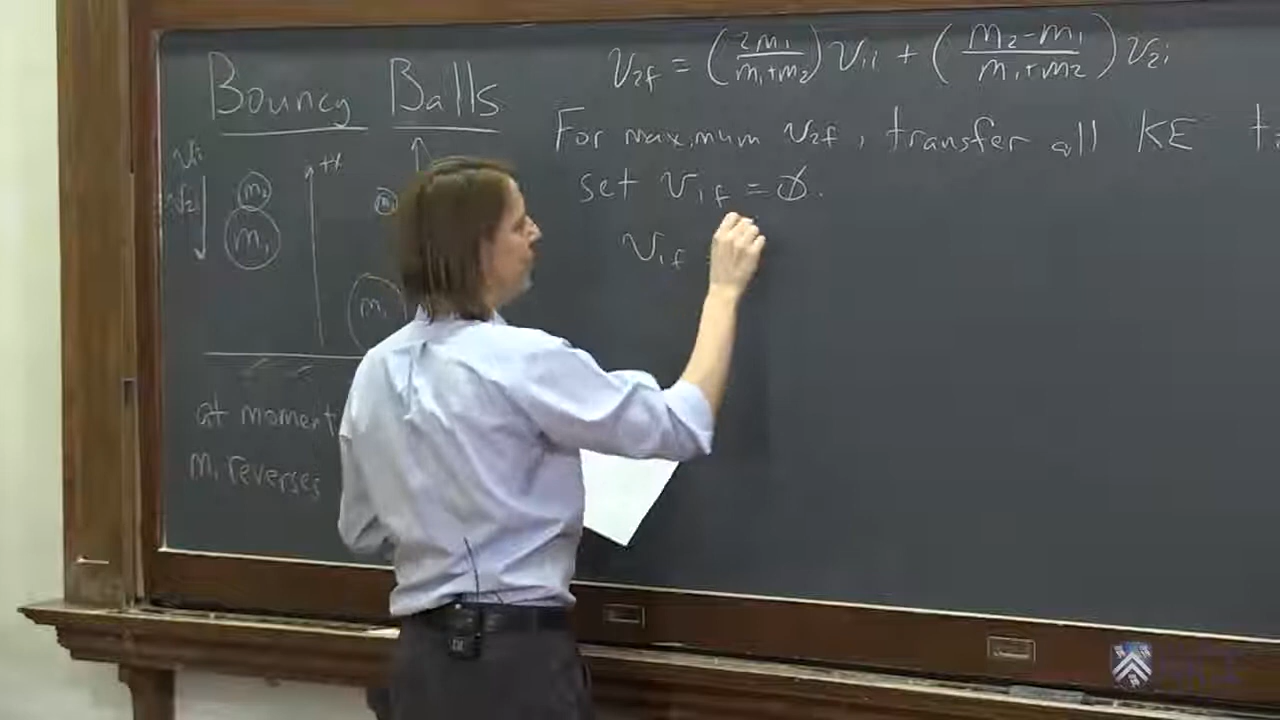 Bouncy Balls
++
m₂
m₁
m₂
m₁
at moment
m₁ reverses
v₂f = (2m₁/m₁+m₂) v₁i + (m₂-m₁/m₁+m₂) v₂i
For maximum v₂f, transfer all KE
set v₁f = Ø.
v₁f =